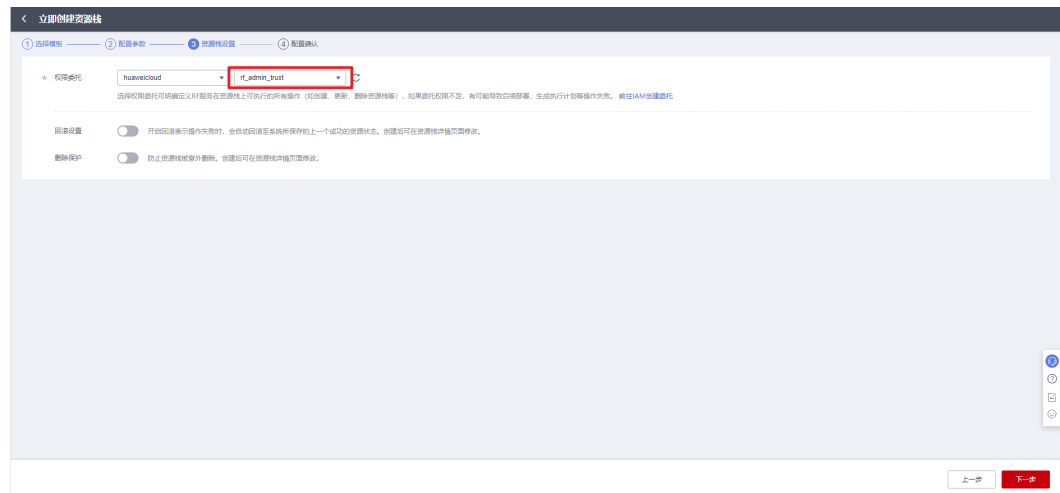 立即创建资源栈
1 选择模板 2 配置参数 3 资源栈设置 4 配置确认
* 权限委托 huaweicloud rf_admin_trust
选择权限委托可明确定义RF服务在资源栈上可执行的所有操作（如创建、更新、删除资源栈等），如果委托权限不足，有可能导致后续部署、生成执行计划等操作失败。 前往IAM创建委托
回滚设置 开启回滚表示操作失败时，会自动回滚至系统所保存的上一个成功的资源状态。创建后可在资源栈详情页面修改。
删除保护 防止资源栈被意外删除。创建后可在资源栈详情页面修改。
上一步 下一步